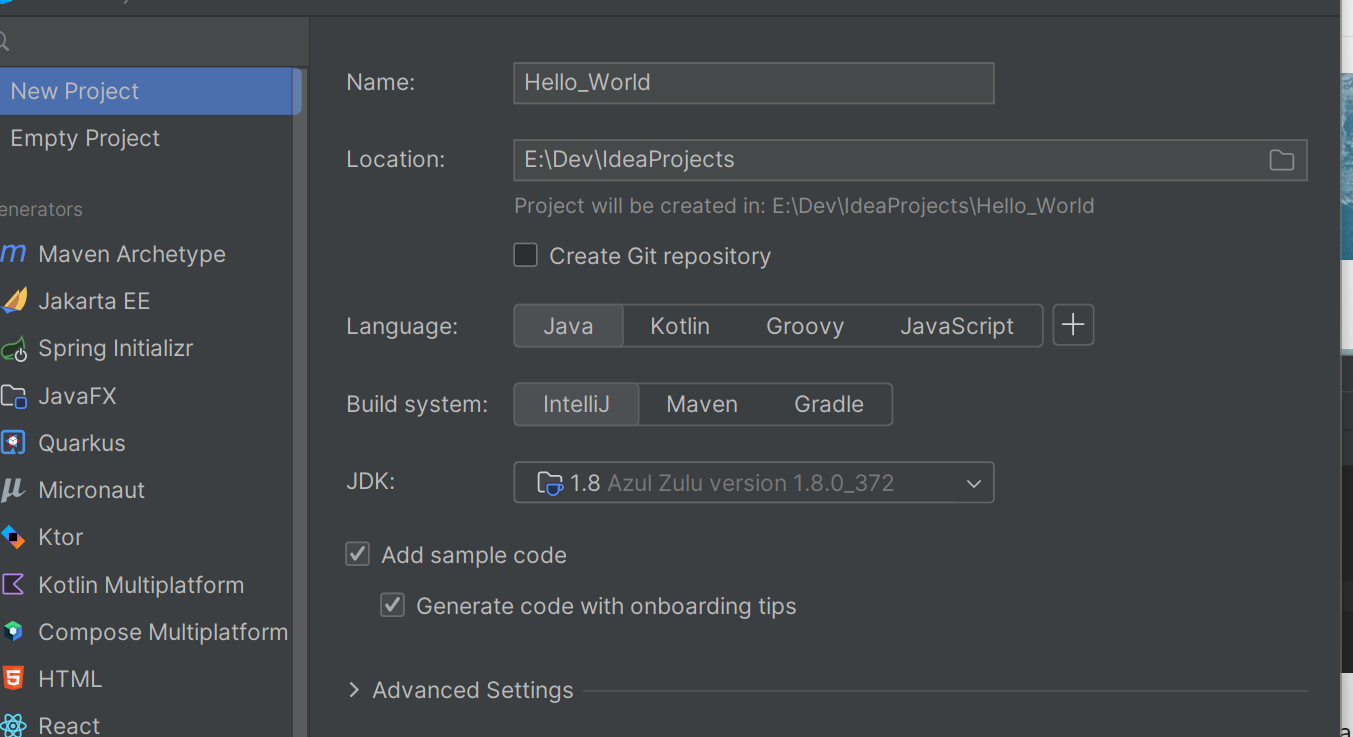 New Project
Empty Project
enerators
Maven Archetype
Jakarta EE
Spring Initializr
JavaFX
Quarkus
Micronaut
Ktor
Kotlin Multiplatform
Compose Multiplatform
HTML
React
Name:
Hello_World
Location:
E:\Dev\IdeaProjects
Project will be created in: E:\Dev\IdeaProjects\Hello_World
Create Git repository
Language:
Java Kotlin Groovy JavaScript
Build system:
IntelliJ Maven Gradle
JDK:
1.8 Azul Zulu version 1.8.0_372
Add sample code
Generate code with onboarding tips
Advanced Settings